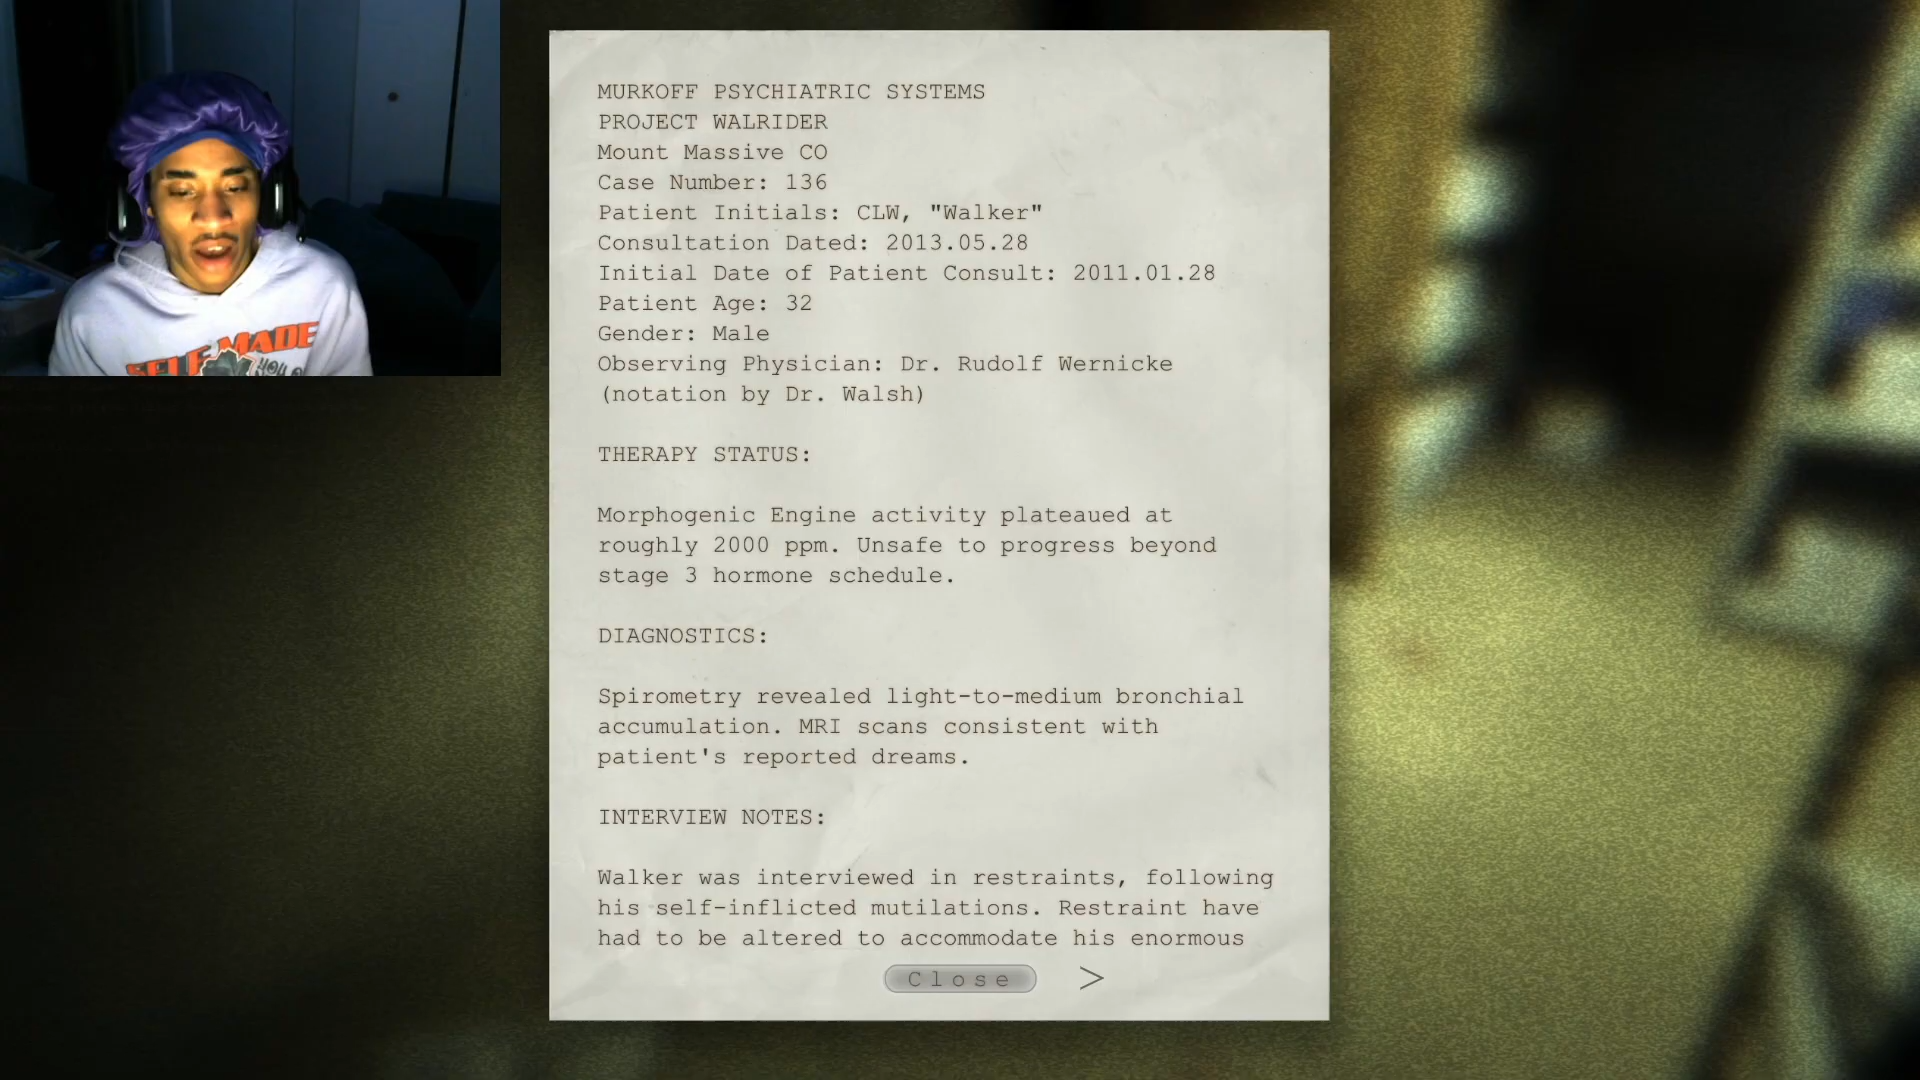 MURKOFF PSYCHIATRIC SYSTEMS
PROJECT WALRIDER
Mount Massive CO
Case Number: 136
Patient Initials: CLW, "Walker"
Consultation Dated: 2013.05.28
Initial Date of Patient Consult: 2011.01.28
Patient Age: 32
Gender: Male
Observing Physician: Dr. Rudolf Wernicke
(notation by Dr. Walsh)
THERAPY STATUS:
Morphogenic Engine activity plateaued at
roughly 2000 ppm. Unsafe to progress beyond
stage 3 hormone schedule.
DIAGNOSTICS:
Spirometry revealed light-to-medium bronchial
accumulation. MRI scans consistent with
patient's reported dreams.
INTERVIEW NOTES:
Walker was interviewed in restraints, following
his self-inflicted mutilations. Restraint have
had to be altered to accommodate his enormous
Close >
SELF MADE